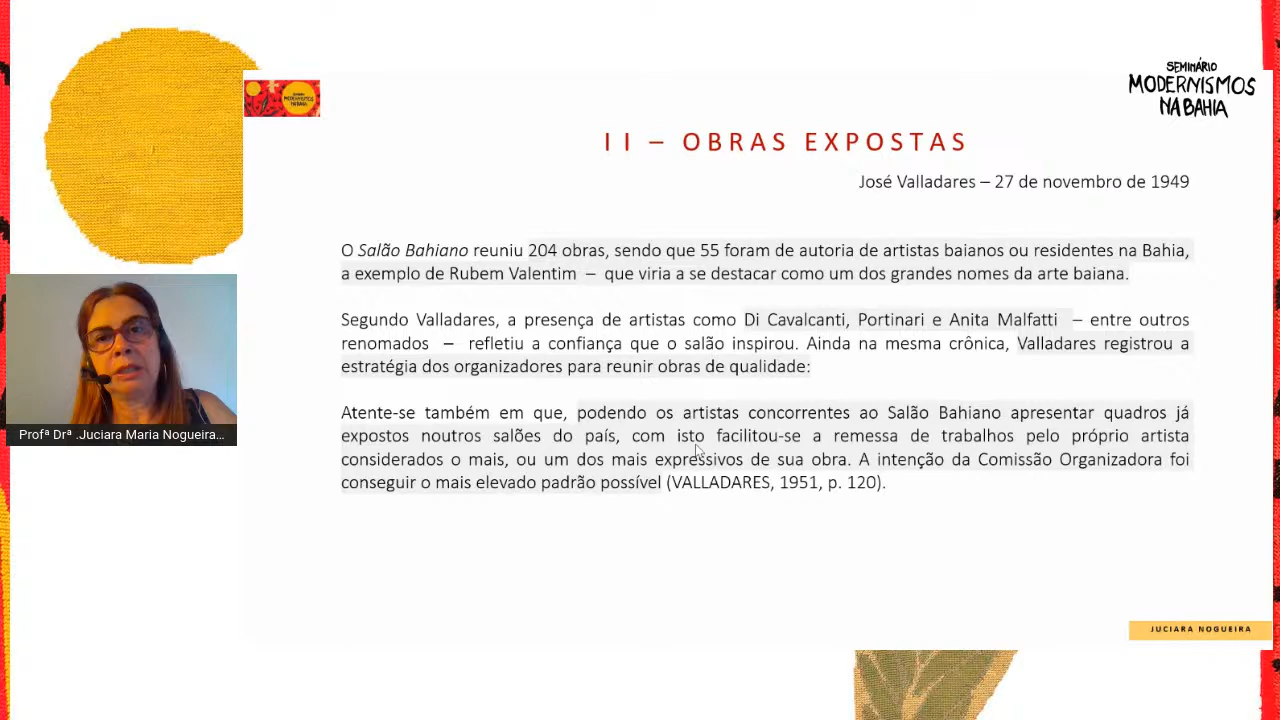 SEMINÁRIO
MODERNISMOS
NA BAHIA
MODERNISMOS
NA BAHIA
II – OBRAS EXPOSTAS
José Valladares – 27 de novembro de 1949
O Salão Bahiano reuniu 204 obras, sendo que 55 foram de autoria de artistas baianos ou residentes na Bahia,
a exemplo de Rubem Valentim – que viria a se destacar como um dos grandes nomes da arte baiana.
Segundo Valladares, a presença de artistas como Di Cavalcanti, Portinari e Anita Malfatti – entre outros
renomados – refletiu a confiança que o salão inspirou. Ainda na mesma crônica, Valladares registrou a
estratégia dos organizadores para reunir obras de qualidade:
Atente-se também em que, podendo os artistas concorrentes ao Salão Bahiano apresentar quadros já
expostos noutros salões do país, com isto facilitou-se a remessa de trabalhos pelo próprio artista
considerados o mais, ou um dos mais expressivos de sua obra. A intenção da Comissão Organizadora foi
conseguir o mais elevado padrão possível (VALLADARES, 1951, p. 120).
Profª Drª .Juciara Maria Nogueira...
JUCIARA NOGUEIRA